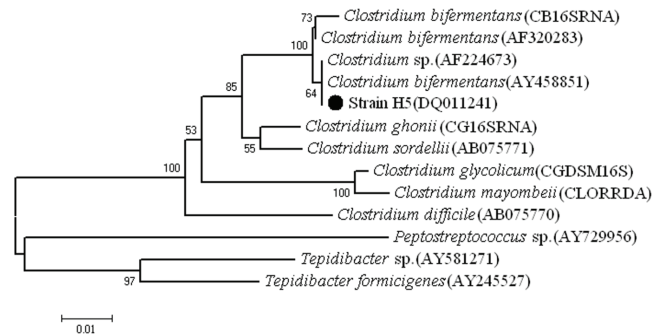 73
Clostridium bifermentans (CB16SRNA)
100
Clostridium bifermentans (AF320283)
Clostridium sp.(AF224673)
85
Clostridium bifermentans (AY458851)
64
Strain H5(DQ011241)
53
Clostridium ghonii(CG16SRNA)
55
Clostridium sordellii(AB075771)
100
Clostridium glycolicum(CGDSM16S)
100
Clostridium mayombeii(CLORRDA)
Clostridium difficile(AB075770)
Peptostreptococcus sp.(AY729956)
Tepidibacter sp.(AY581271)
97
Tepidibacter formicigenes(AY245527)
0.01